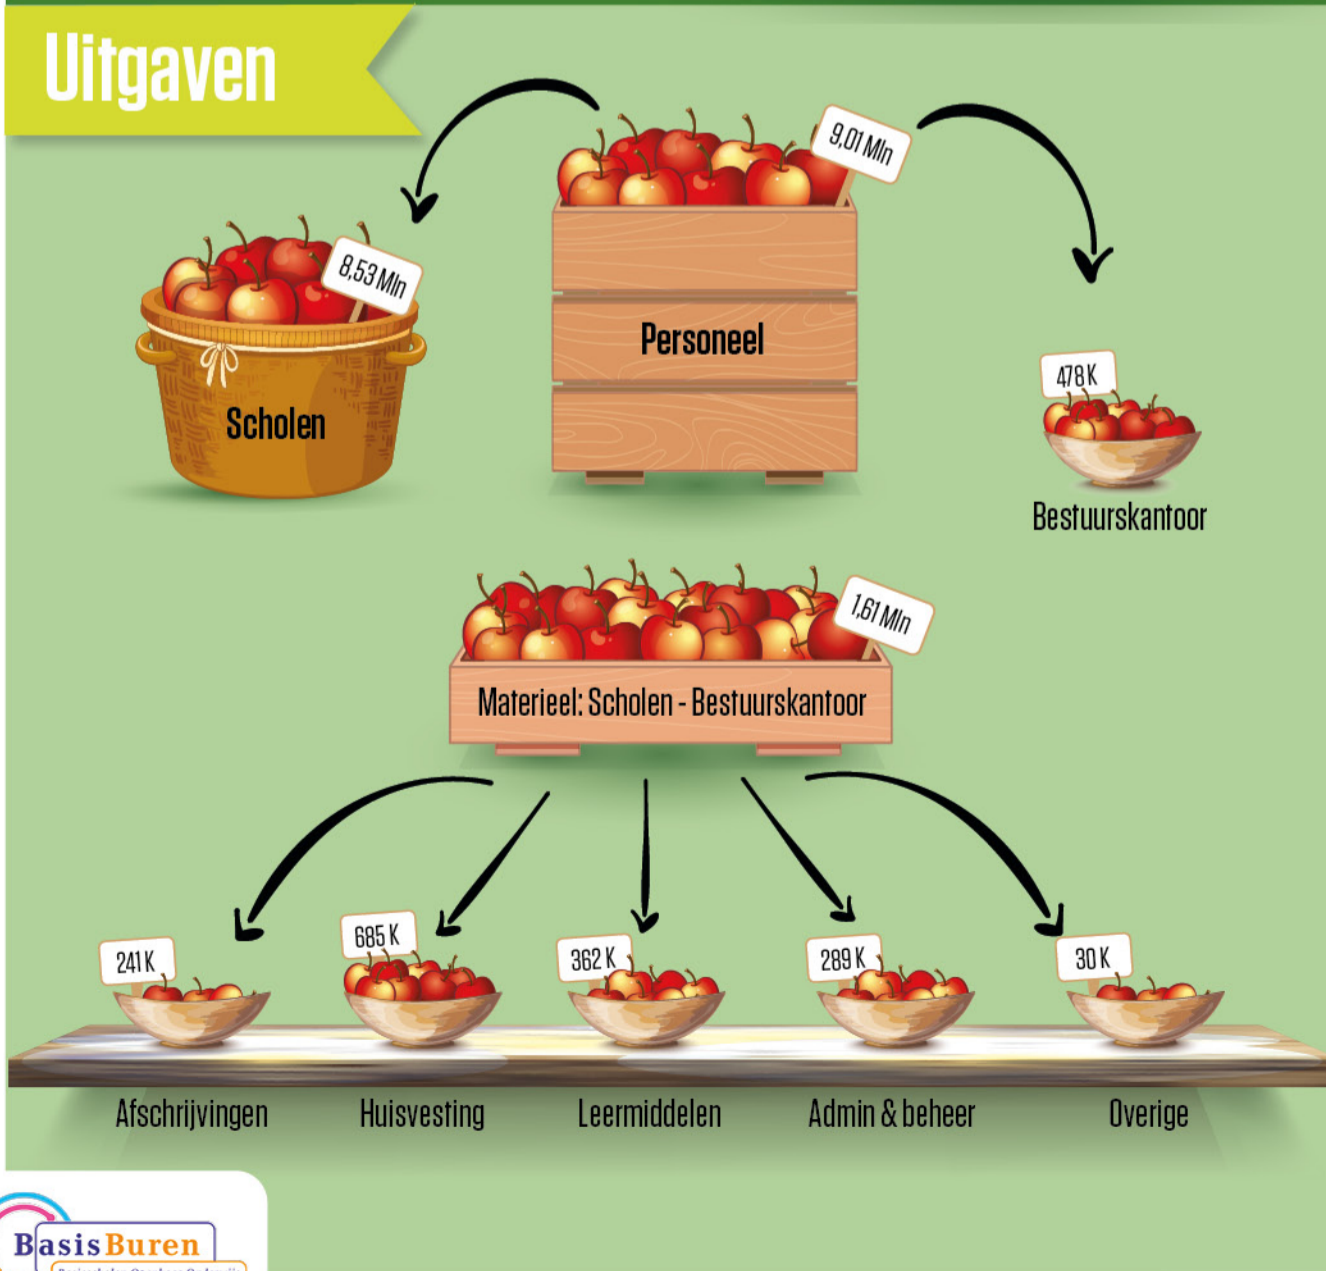 Uitgaven
9,01 Mln
8,53 Mln
Personeel
478 K
Scholen
Bestuurskantoor
1,61 Mln
Materieel: Scholen - Bestuurskantoor
241 K
685 K
362 K
289 K
30 K
Afschrijvingen
Huisvesting
Leermiddelen
Admin & beheer
Overige
BasisBuren